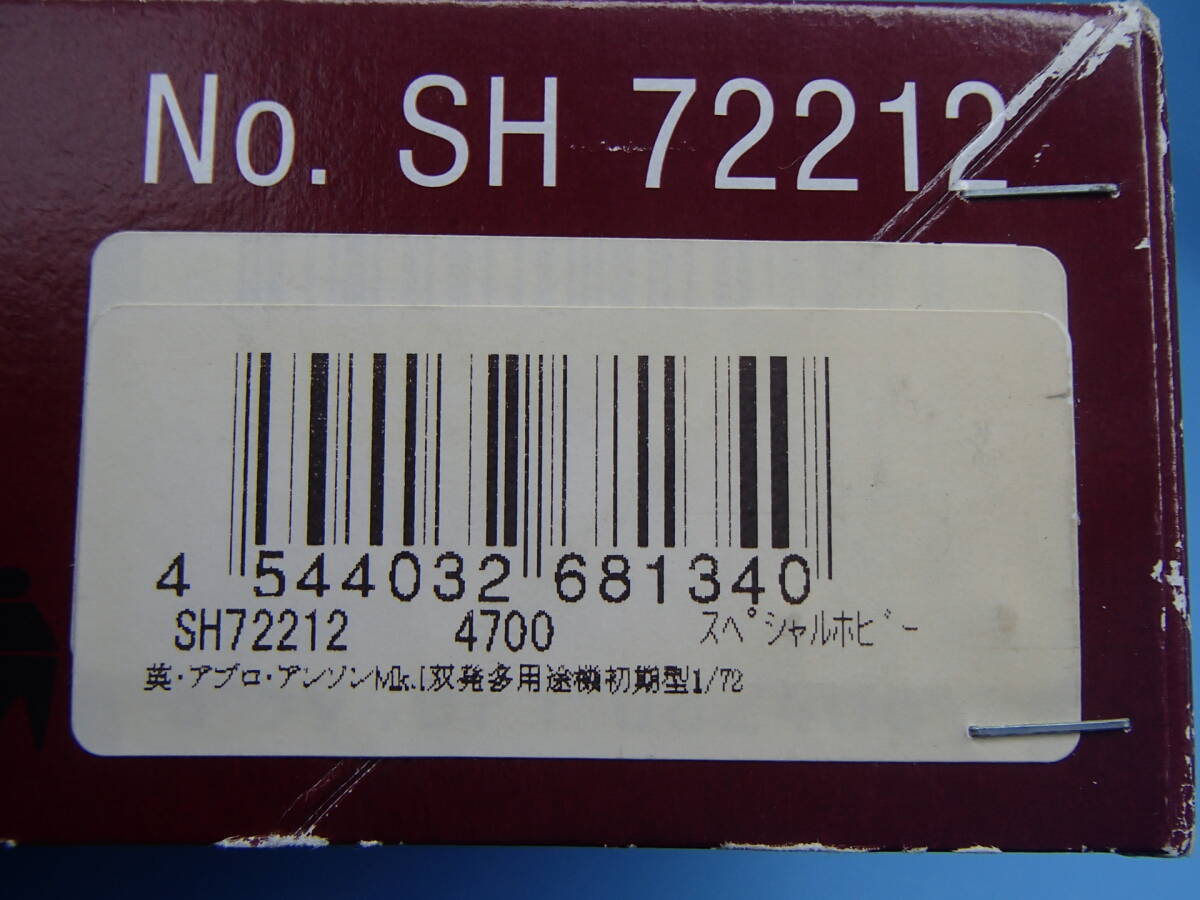 No. SH 72212
4 544032 681340
SH72212 4700 スペシャルホビー
英・アブロ・アンソンMk.I双発多用途機初期型1/72